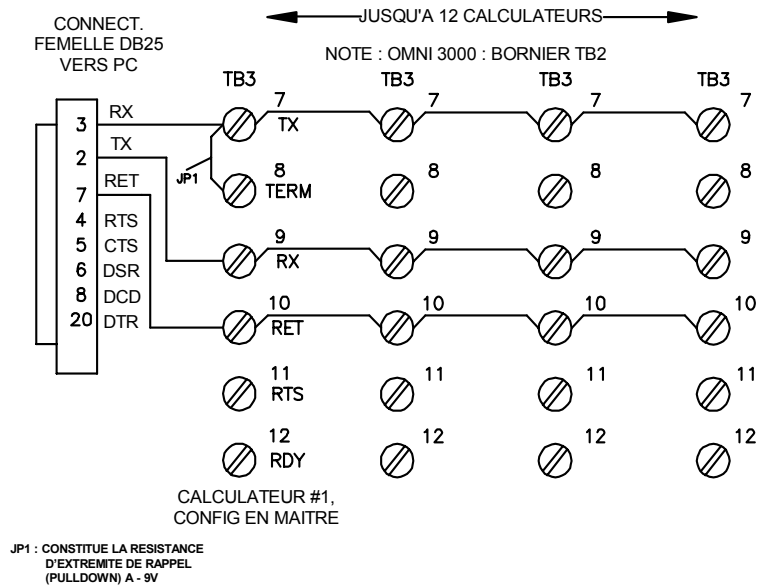 CONNECT.
FEMELLE DB25
VERS PC
JUSQU'A 12 CALCULATEURS
NOTE : OMNI 3000 : BORNIER TB2
TB3 TB3 TB3 TB3
3 RX 7 TX 7 7 7
2 TX
JP1 8 TERM 8 8 8
7 RET
4 RTS
5 CTS
6 DSR
8 DCD
20 DTR
9 RX 9 9 9
10 RET 10 10 10
11 RTS 11 11 11
12 RDY 12 12 12
CALCULATEUR #1,
CONFIG EN MAITRE
JP1 : CONSTITUE LA RESISTANCE
D'EXTREMITE DE RAPPEL
(PULLDOWN) A - 9V